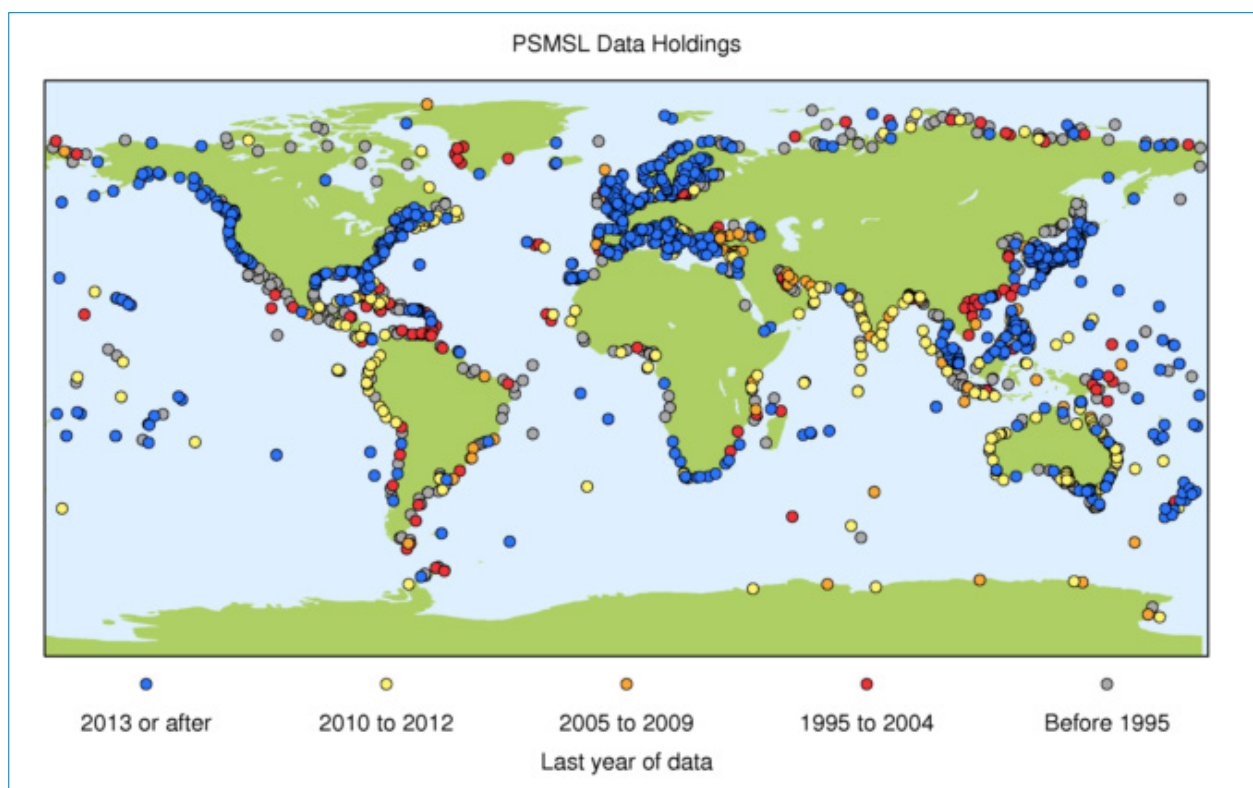 PSMSL Data Holdings
2013 or after
2010 to 2012
2005 to 2009
1995 to 2004
Before 1995
Last year of data